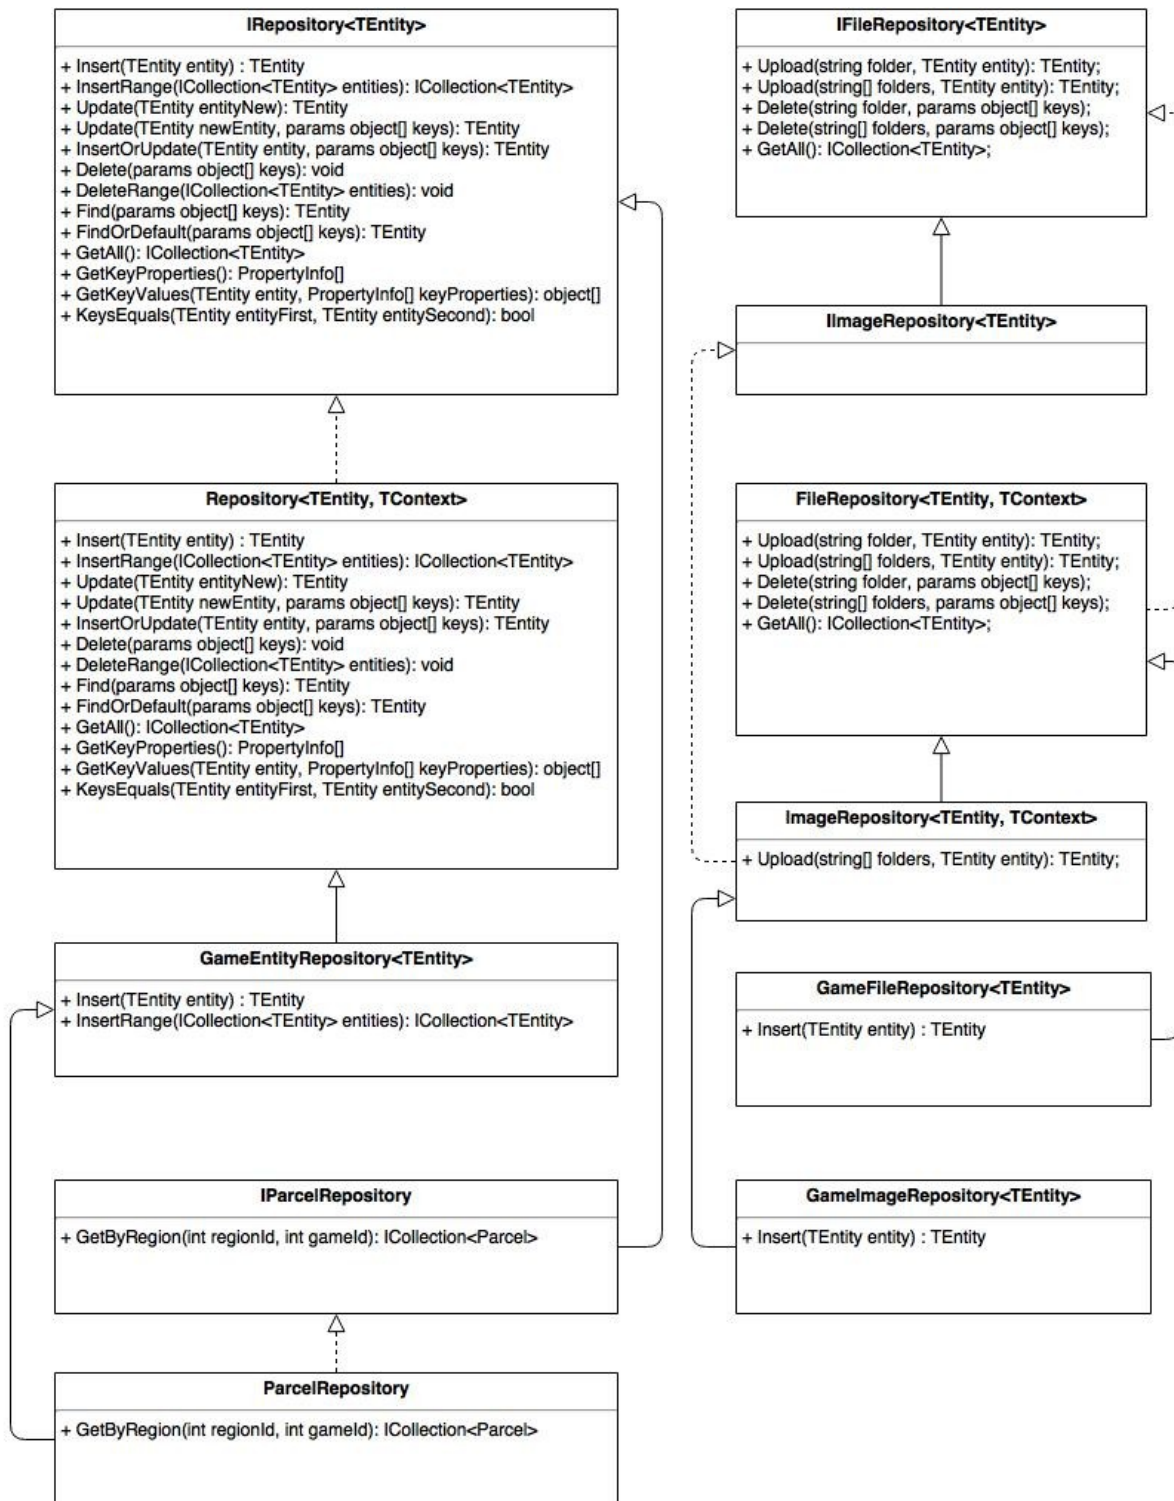 IRepository<TEntity>
+ Insert(TEntity entity) : TEntity
+ InsertRange(ICollection<TEntity> entities): ICollection<TEntity>
+ Update(TEntity entityNew): TEntity
+ Update(TEntity newEntity, params object[] keys): TEntity
+ InsertOrUpdate(TEntity entity, params object[] keys): TEntity
+ Delete(params object[] keys): void
+ DeleteRange(ICollection<TEntity> entities): void
+ Find(params object[] keys): TEntity
+ FindOrDefault(params object[] keys): TEntity
+ GetAll(): ICollection<TEntity>
+ GetKeyProperties(): PropertyInfo[]
+ GetKeyValues(TEntity entity, PropertyInfo[] keyProperties): object[]
+ KeysEquals(TEntity entityFirst, TEntity entitySecond): bool
Repository<TEntity, TContext>
+ Insert(TEntity entity) : TEntity
+ InsertRange(ICollection<TEntity> entities): ICollection<TEntity>
+ Update(TEntity entityNew): TEntity
+ Update(TEntity newEntity, params object[] keys): TEntity
+ InsertOrUpdate(TEntity entity, params object[] keys): TEntity
+ Delete(params object[] keys): void
+ DeleteRange(ICollection<TEntity> entities): void
+ Find(params object[] keys): TEntity
+ FindOrDefault(params object[] keys): TEntity
+ GetAll(): ICollection<TEntity>
+ GetKeyProperties(): PropertyInfo[]
+ GetKeyValues(TEntity entity, PropertyInfo[] keyProperties): object[]
+ KeysEquals(TEntity entityFirst, TEntity entitySecond): bool
GameEntityRepository<TEntity>
+ Insert(TEntity entity) : TEntity
+ InsertRange(ICollection<TEntity> entities): ICollection<TEntity>
IParcelRepository
+ GetByRegion(int regionId, int gameId): ICollection<Parcel>
ParcelRepository
+ GetByRegion(int regionId, int gameId): ICollection<Parcel>
IFileRepository<TEntity>
+ Upload(string folder, TEntity entity): TEntity;
+ Upload(string[] folders, TEntity entity): TEntity;
+ Delete(string folder, params object[] keys);
+ Delete(string[] folders, params object[] keys);
+ GetAll(): ICollection<TEntity>;
IImageRepository<TEntity>
FileRepository<TEntity, TContext>
+ Upload(string folder, TEntity entity): TEntity;
+ Upload(string[] folders, TEntity entity): TEntity;
+ Delete(string folder, params object[] keys);
+ Delete(string[] folders, params object[] keys);
+ GetAll(): ICollection<TEntity>;
ImageRepository<TEntity, TContext>
+ Upload(string[] folders, TEntity entity): TEntity;
GameFileRepository<TEntity>
+ Insert(TEntity entity) : TEntity
GameImageRepository<TEntity>
+ Insert(TEntity entity) : TEntity